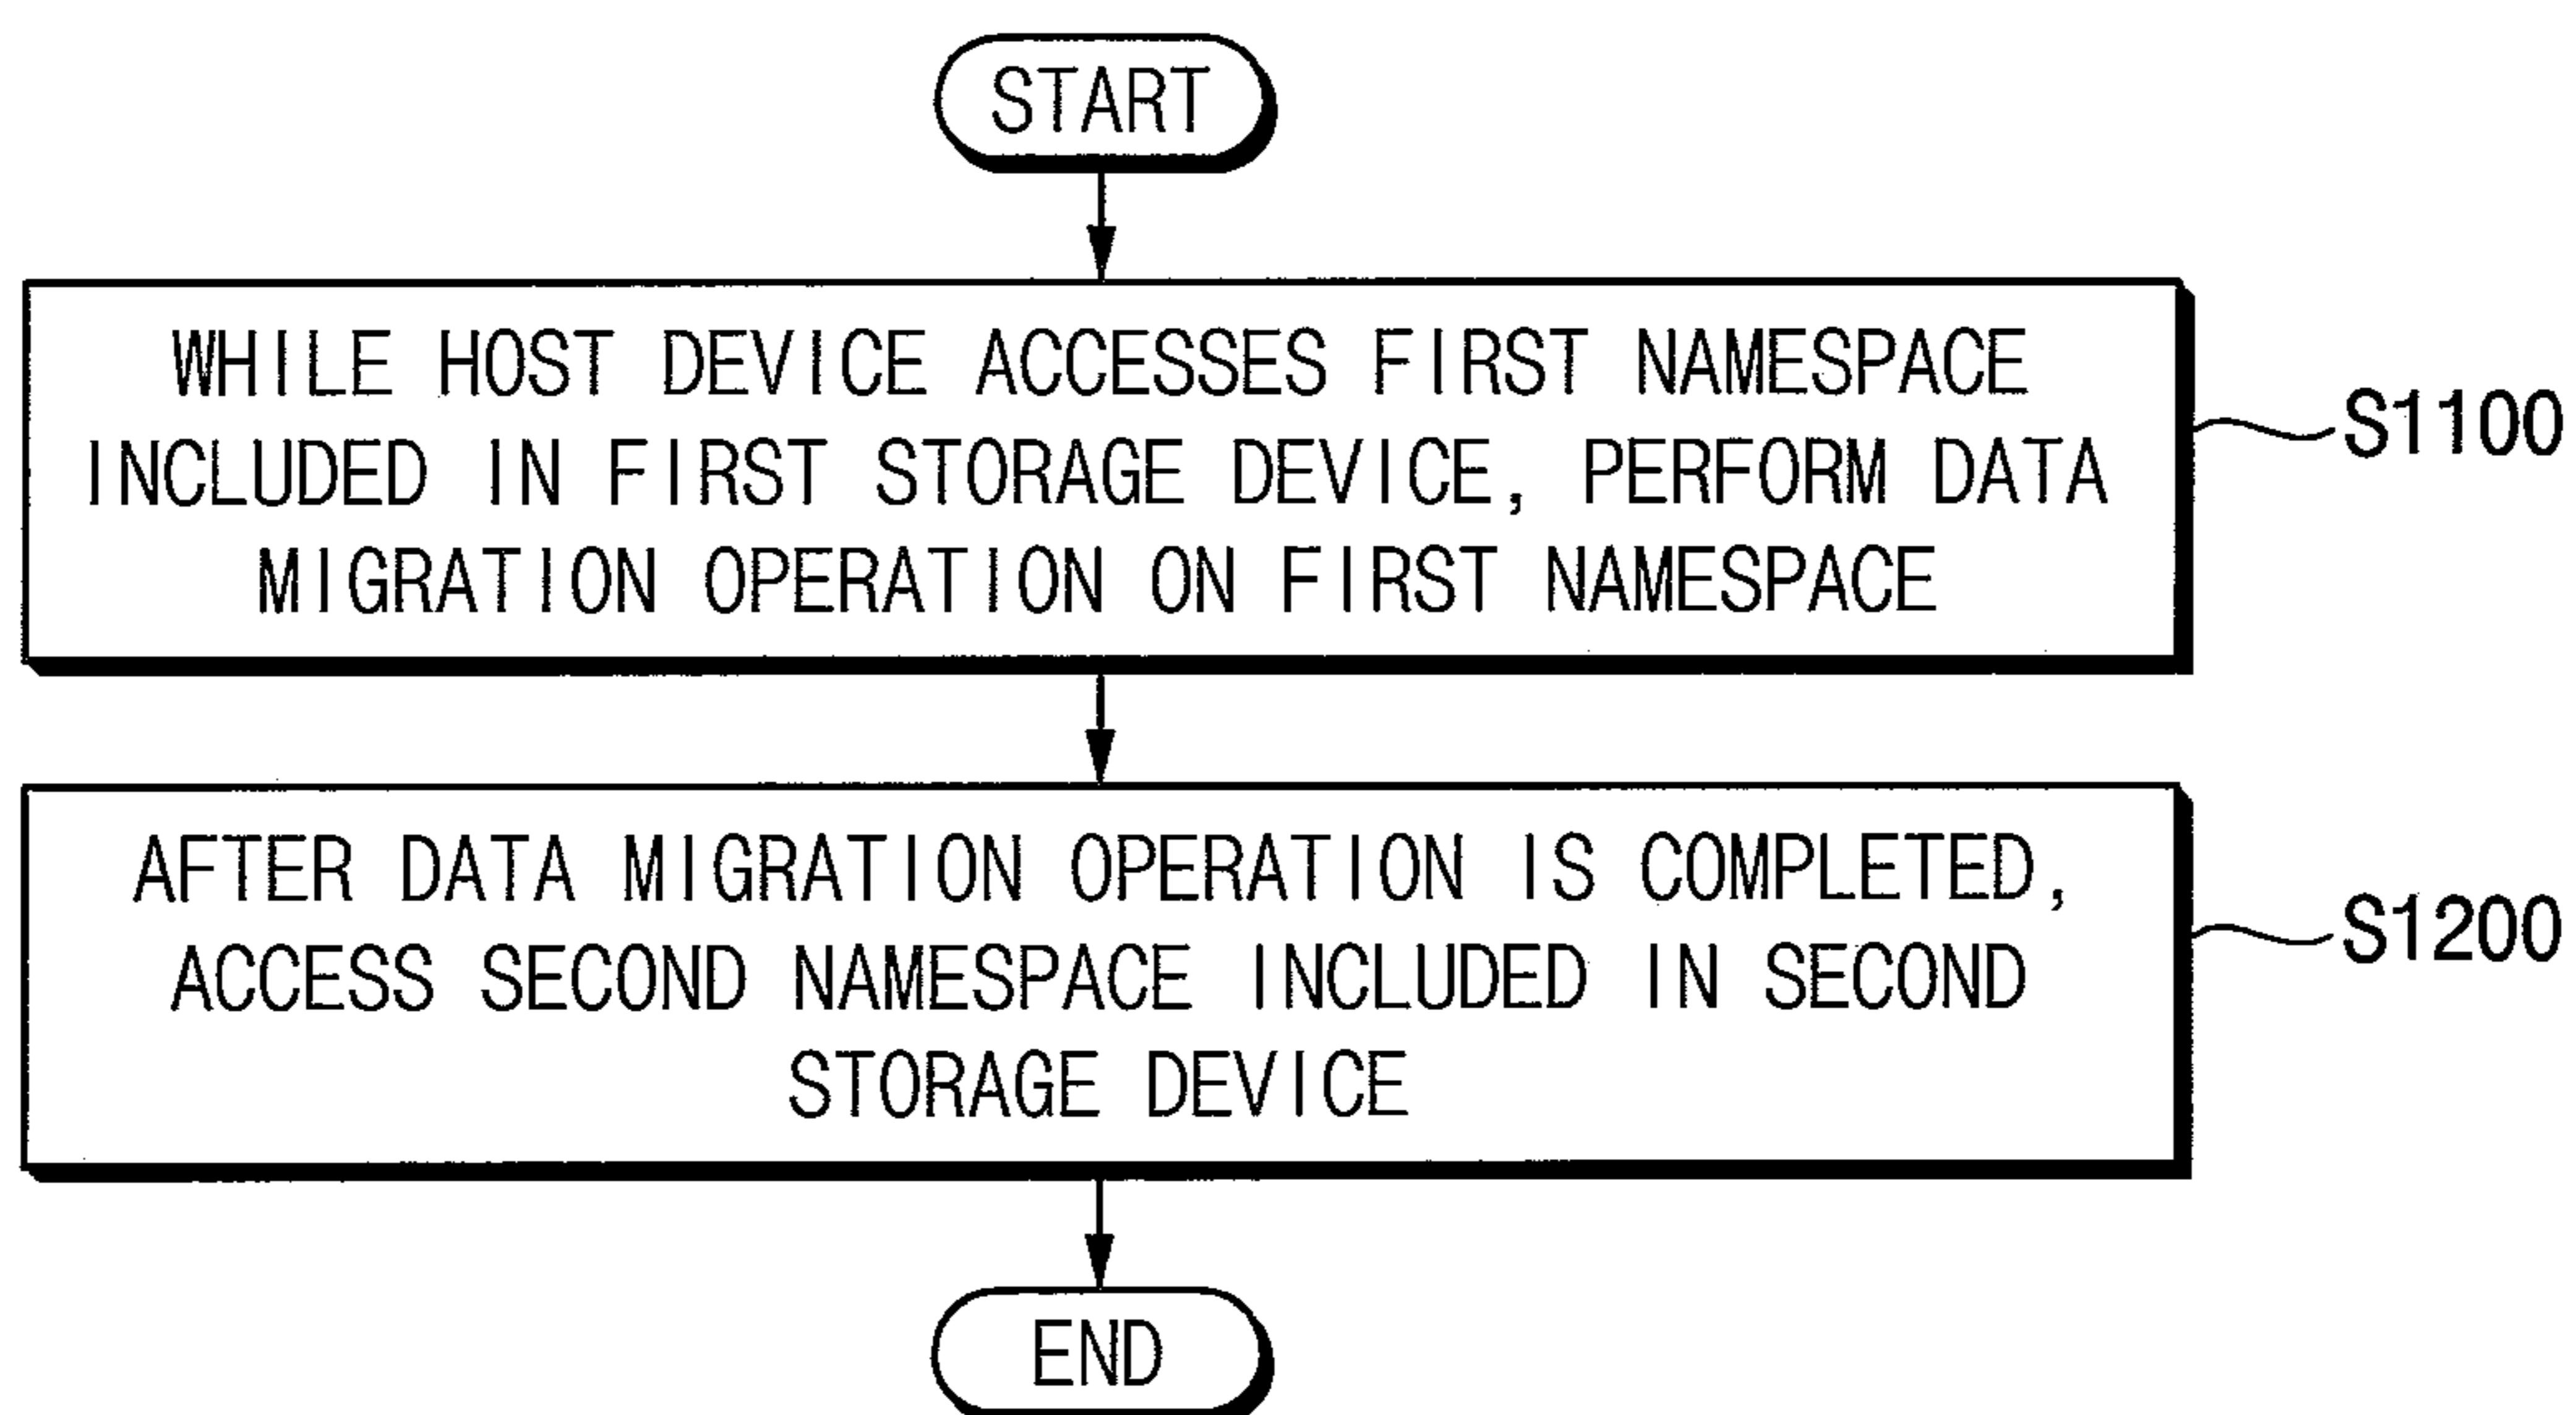 START
WHILE HOST DEVICE ACCESSES FIRST NAMESPACE
INCLUDED IN FIRST STORAGE DEVICE, PERFORM DATA
MIGRATION OPERATION ON FIRST NAMESPACE
S1100
AFTER DATA MIGRATION OPERATION IS COMPLETED,
ACCESS SECOND NAMESPACE INCLUDED IN SECOND
STORAGE DEVICE
S1200
END